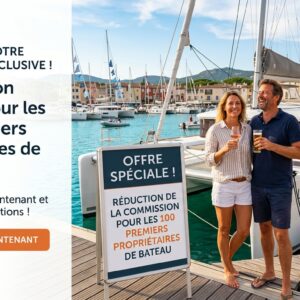 OTRE
CLUSIVE !
on
ur les
iers
es de
ntenant et
tions !
NTENANT
OFFRE
SPÉCIALE !
RÉDUCTION DE
LA COMMISSION
POUR LES 100
PREMIERS
PROPRIÉTAIRES
DE BATEAU